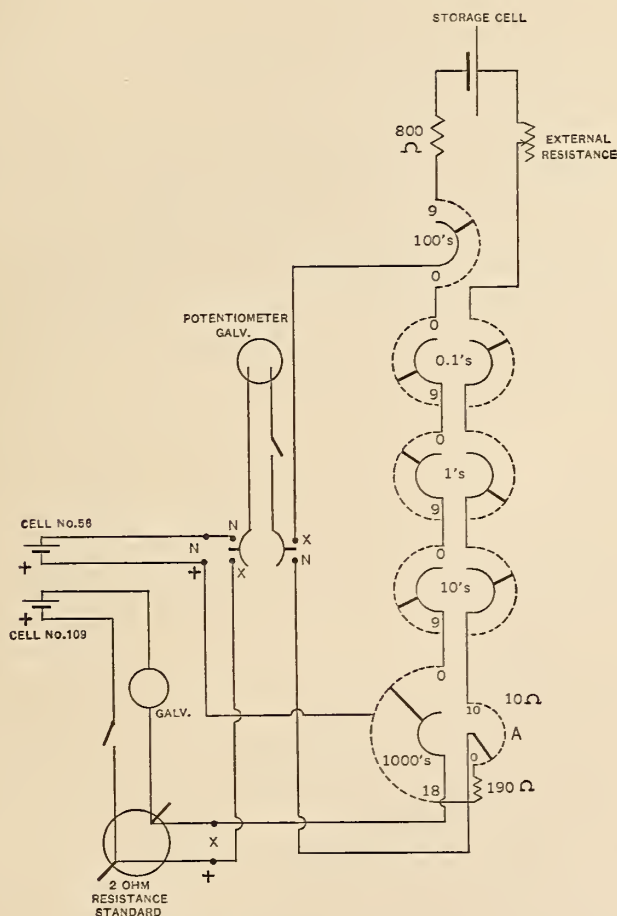 STORAGE CELL
800
Ω
EXTERNAL
RESISTANCE
9
100's
0
POTENTIOMETER
GALV.
0
0.1's
9
0
1's
9
CELL No.56
N
N
X
N
+
+
X
CELL No.109
+
0
10's
9
0
10Ω
10
A
GALV.
1000's
0
18
190 Ω
X
+
2 OHM
RESISTANCE
STANDARD